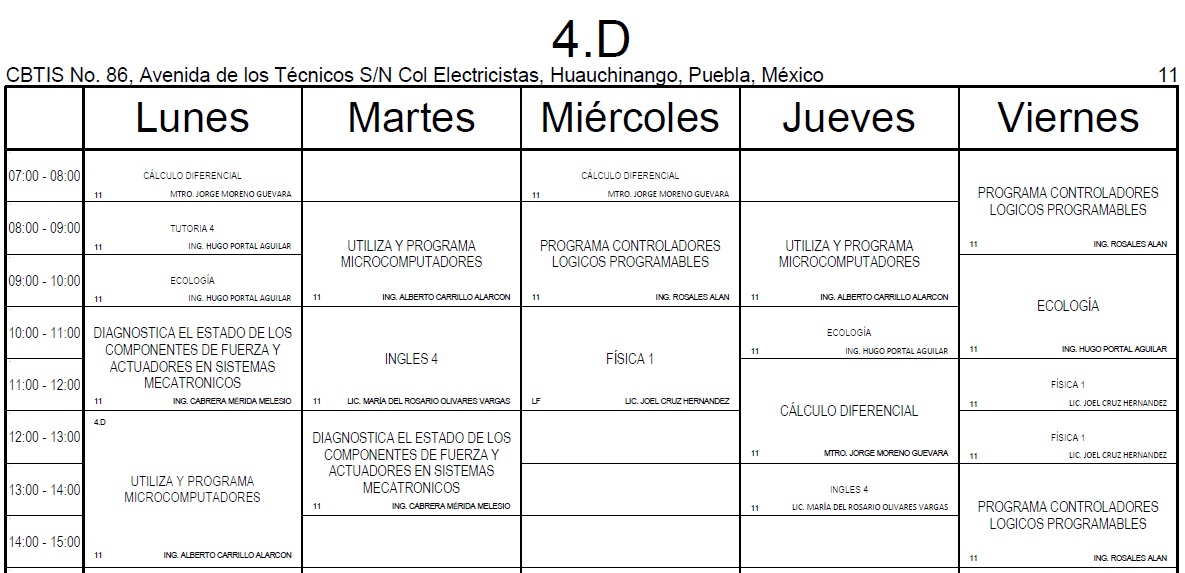 4.D
CBTIS No. 86, Avenida de los Técnicos S/N Col Electricistas, Huauchinango, Puebla, México 11
Lunes Martes Miércoles Jueves Viernes
07:00 - 08:00
CÁLCULO DIFERENCIAL
11 MTRO. JORGE MORENO GUEVARA
CÁLCULO DIFERENCIAL
11 MTRO. JORGE MORENO GUEVARA
PROGRAMA CONTROLADORES
LOGICOS PROGRAMABLES
11 ING. ROSALES ALAN
08:00 - 09:00
TUTORIA 4
11 ING. HUGO PORTAL AGUILAR
UTILIZA Y PROGRAMA
MICROCOMPUTADORES
11 ING. ALBERTO CARRILLO ALARCON
PROGRAMA CONTROLADORES
LOGICOS PROGRAMABLES
11 ING. ROSALES ALAN
UTILIZA Y PROGRAMA
MICROCOMPUTADORES
11 ING. ALBERTO CARRILLO ALARCON
09:00 - 10:00
ECOLOGÍA
11 ING. HUGO PORTAL AGUILAR
ECOLOGÍA
11 ING. HUGO PORTAL AGUILAR
10:00 - 11:00
DIAGNOSTICA EL ESTADO DE LOS
COMPONENTES DE FUERZA Y
ACTUADORES EN SISTEMAS
MECATRONICOS
11 ING. CABRERA MÉRIDA MELESIO
INGLES 4
11 LIC. MARÍA DEL ROSARIO OLIVARES VARGAS
FÍSICA 1
LF LIC. JOEL CRUZ HERNANDEZ
ECOLOGÍA
11 ING. HUGO PORTAL AGUILAR
11:00 - 12:00
CÁLCULO DIFERENCIAL
11 MTRO. JORGE MORENO GUEVARA
FÍSICA 1
11 LIC. JOEL CRUZ HERNANDEZ
12:00 - 13:00
4.D
UTILIZA Y PROGRAMA
MICROCOMPUTADORES
11 ING. ALBERTO CARRILLO ALARCON
DIAGNOSTICA EL ESTADO DE LOS
COMPONENTES DE FUERZA Y
ACTUADORES EN SISTEMAS
MECATRONICOS
11 ING. CABRERA MÉRIDA MELESIO
FÍSICA 1
11 LIC. JOEL CRUZ HERNANDEZ
13:00 - 14:00
INGLES 4
11 LIC. MARÍA DEL ROSARIO OLIVARES VARGAS
PROGRAMA CONTROLADORES
LOGICOS PROGRAMABLES
11 ING. ROSALES ALAN
14:00 - 15:00